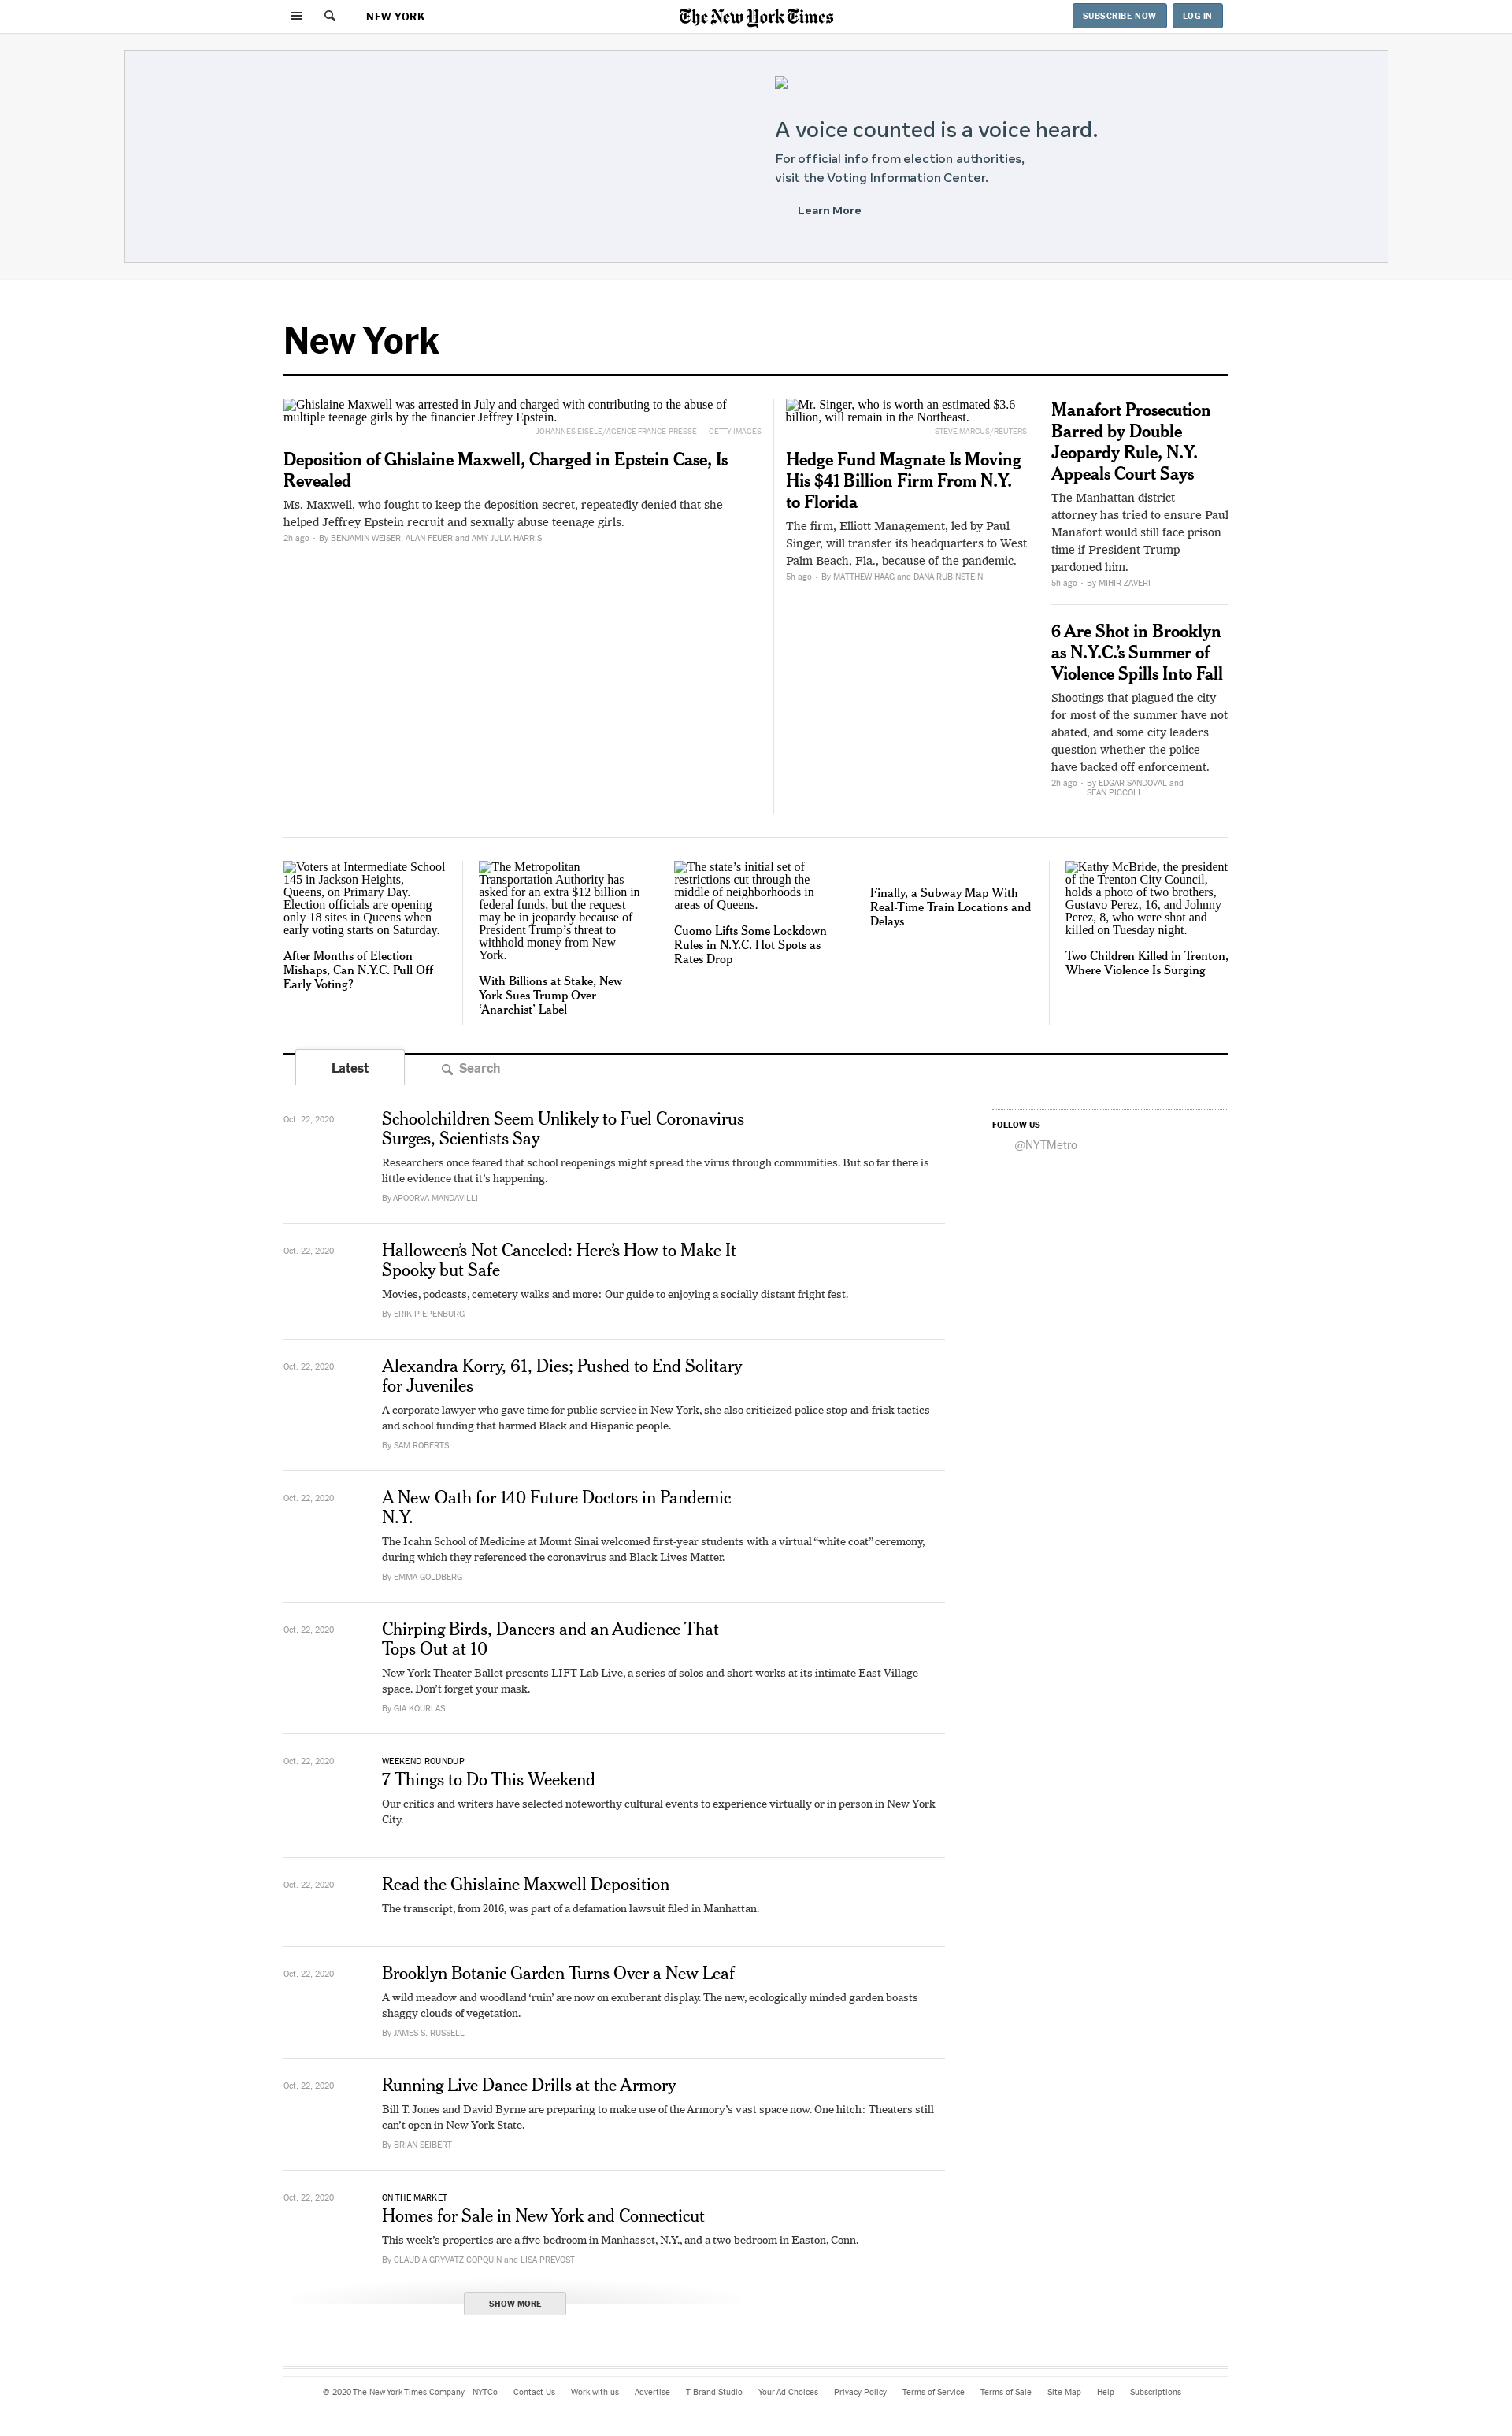 NEW YORK
The New York Times
SUBSCRIBE NOW
LOG IN
A voice counted is a voice heard.
For official info from election authorities,
visit the Voting Information Center.
Learn More
New York
Ghislaine Maxwell was arrested in July and charged with contributing to the abuse of
multiple teenage girls by the financier Jeffrey Epstein.
JOHANNES EISELE/AGENCE FRANCE-PRESSE — GETTY IMAGES
Deposition of Ghislaine Maxwell, Charged in Epstein Case, Is
Revealed
Ms. Maxwell, who fought to keep the deposition secret, repeatedly denied that she
helped Jeffrey Epstein recruit and sexually abuse teenage girls.
2h ago • By BENJAMIN WEISER, ALAN FEUER and AMY JULIA HARRIS
Mr. Singer, who is worth an estimated $3.6
billion, will remain in the Northeast.
STEVE MARCUS/REUTERS
Hedge Fund Magnate Is Moving
His $41 Billion Firm From N.Y.
to Florida
The firm, Elliott Management, led by Paul
Singer, will transfer its headquarters to West
Palm Beach, Fla., because of the pandemic.
5h ago • By MATTHEW HAAG and DANA RUBINSTEIN
Manafort Prosecution
Barred by Double
Jeopardy Rule, N.Y.
Appeals Court Says
The Manhattan district
attorney has tried to ensure Paul
Manafort would still face prison
time if President Trump
pardoned him.
5h ago • By MIHIR ZAVERI
6 Are Shot in Brooklyn
as N.Y.C.’s Summer of
Violence Spills Into Fall
Shootings that plagued the city
for most of the summer have not
abated, and some city leaders
question whether the police
have backed off enforcement.
2h ago • By EDGAR SANDOVAL and
SEAN PICCOLI
Voters at Intermediate School
145 in Jackson Heights,
Queens, on Primary Day.
Election officials are opening
only 18 sites in Queens when
early voting starts on Saturday.
After Months of Election
Mishaps, Can N.Y.C. Pull Off
Early Voting?
The Metropolitan
Transportation Authority has
asked for an extra $12 billion in
federal funds, but the request
may be in jeopardy because of
President Trump’s threat to
withhold money from New
York.
With Billions at Stake, New
York Sues Trump Over
‘Anarchist’ Label
The state’s initial set of
restrictions cut through the
middle of neighborhoods in
areas of Queens.
Cuomo Lifts Some Lockdown
Rules in N.Y.C. Hot Spots as
Rates Drop
Finally, a Subway Map With
Real-Time Train Locations and
Delays
Kathy McBride, the president
of the Trenton City Council,
holds a photo of two brothers,
Gustavo Perez, 16, and Johnny
Perez, 8, who were shot and
killed on Tuesday night.
Two Children Killed in Trenton,
Where Violence Is Surging
Latest
Search
Oct. 22, 2020
Schoolchildren Seem Unlikely to Fuel Coronavirus
Surges, Scientists Say
Researchers once feared that school reopenings might spread the virus through communities. But so far there is
little evidence that it’s happening.
By APOORVA MANDAVILLI
FOLLOW US
@NYTMetro
Oct. 22, 2020
Halloween’s Not Canceled: Here’s How to Make It
Spooky but Safe
Movies, podcasts, cemetery walks and more: Our guide to enjoying a socially distant fright fest.
By ERIK PIEPENBURG
Oct. 22, 2020
Alexandra Korry, 61, Dies; Pushed to End Solitary
for Juveniles
A corporate lawyer who gave time for public service in New York, she also criticized police stop-and-frisk tactics
and school funding that harmed Black and Hispanic people.
By SAM ROBERTS
Oct. 22, 2020
A New Oath for 140 Future Doctors in Pandemic
N.Y.
The Icahn School of Medicine at Mount Sinai welcomed first-year students with a virtual “white coat” ceremony,
during which they referenced the coronavirus and Black Lives Matter.
By EMMA GOLDBERG
Oct. 22, 2020
Chirping Birds, Dancers and an Audience That
Tops Out at 10
New York Theater Ballet presents LIFT Lab Live, a series of solos and short works at its intimate East Village
space. Don’t forget your mask.
By GIA KOURLAS
Oct. 22, 2020
WEEKEND ROUNDUP
7 Things to Do This Weekend
Our critics and writers have selected noteworthy cultural events to experience virtually or in person in New York
City.
Oct. 22, 2020
Read the Ghislaine Maxwell Deposition
The transcript, from 2016, was part of a defamation lawsuit filed in Manhattan.
Oct. 22, 2020
Brooklyn Botanic Garden Turns Over a New Leaf
A wild meadow and woodland ‘ruin’ are now on exuberant display. The new, ecologically minded garden boasts
shaggy clouds of vegetation.
By JAMES S. RUSSELL
Oct. 22, 2020
Running Live Dance Drills at the Armory
Bill T. Jones and David Byrne are preparing to make use of the Armory’s vast space now. One hitch: Theaters still
can’t open in New York State.
By BRIAN SEIBERT
Oct. 22, 2020
ON THE MARKET
Homes for Sale in New York and Connecticut
This week’s properties are a five-bedroom in Manhasset, N.Y., and a two-bedroom in Easton, Conn.
By CLAUDIA GRYVATZ COPQUIN and LISA PREVOST
SHOW MORE
© 2020 The New York Times Company NYTCo Contact Us Work with us Advertise T Brand Studio Your Ad Choices Privacy Policy Terms of Service Terms of Sale Site Map Help Subscriptions